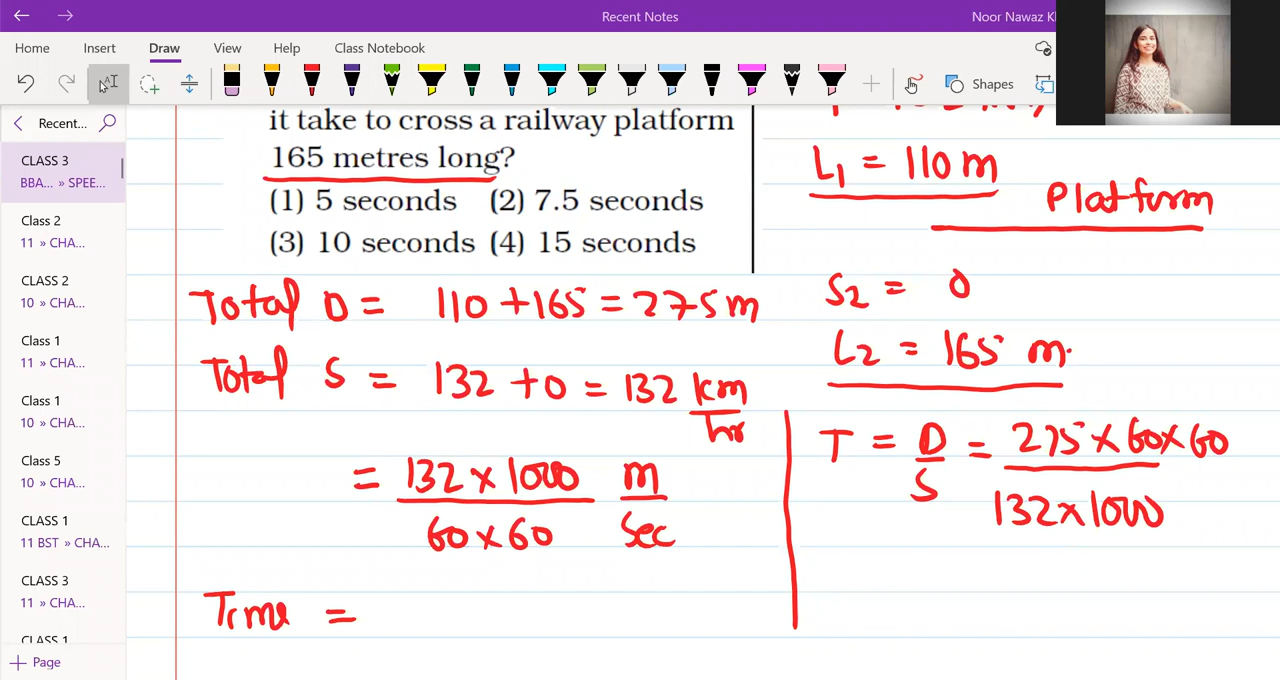 Recent Notes
Noor Nawaz
Home Insert Draw View Help Class Notebook
Shapes
Recent...
CLASS 3
BBA... » SPEE...
Class 2
11 » CHA...
CLASS 2
10 » CHA...
Class 1
11 » CHA...
Class 1
10 » CHA...
Class 5
10 » CHA...
CLASS 1
11 BST » CHA...
CLASS 3
11 » CHA...
CLASS 1
Page
it take to cross a railway platform
165 metres long?
(1) 5 seconds (2) 7.5 seconds
(3) 10 seconds (4) 15 seconds
Total D = 110 + 165 = 275 m
Total S = 132 + 0 = 132 km/hr
= 132 × 1000 / 60 × 60 m/sec
Time =
L1 = 110 m
Platform
S2 = 0
L2 = 165 m.
T = D/S = 275 × 60 × 60 / 132 × 1000